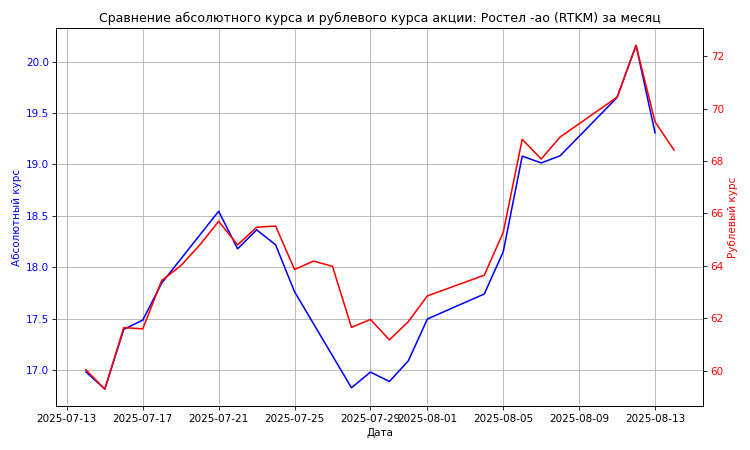 Сравнение абсолютного курса и рублевого курса акции: Ростел -ао (RTKM) за месяц
20.0
19.5
19.0
18.5
18.0
17.5
17.0
Абсолютный курс
72
70
68
66
64
62
60
Рублевый курс
2025-07-13 2025-07-17 2025-07-21 2025-07-25 2025-07-29 2025-08-01 2025-08-05 2025-08-09 2025-08-13
Дата